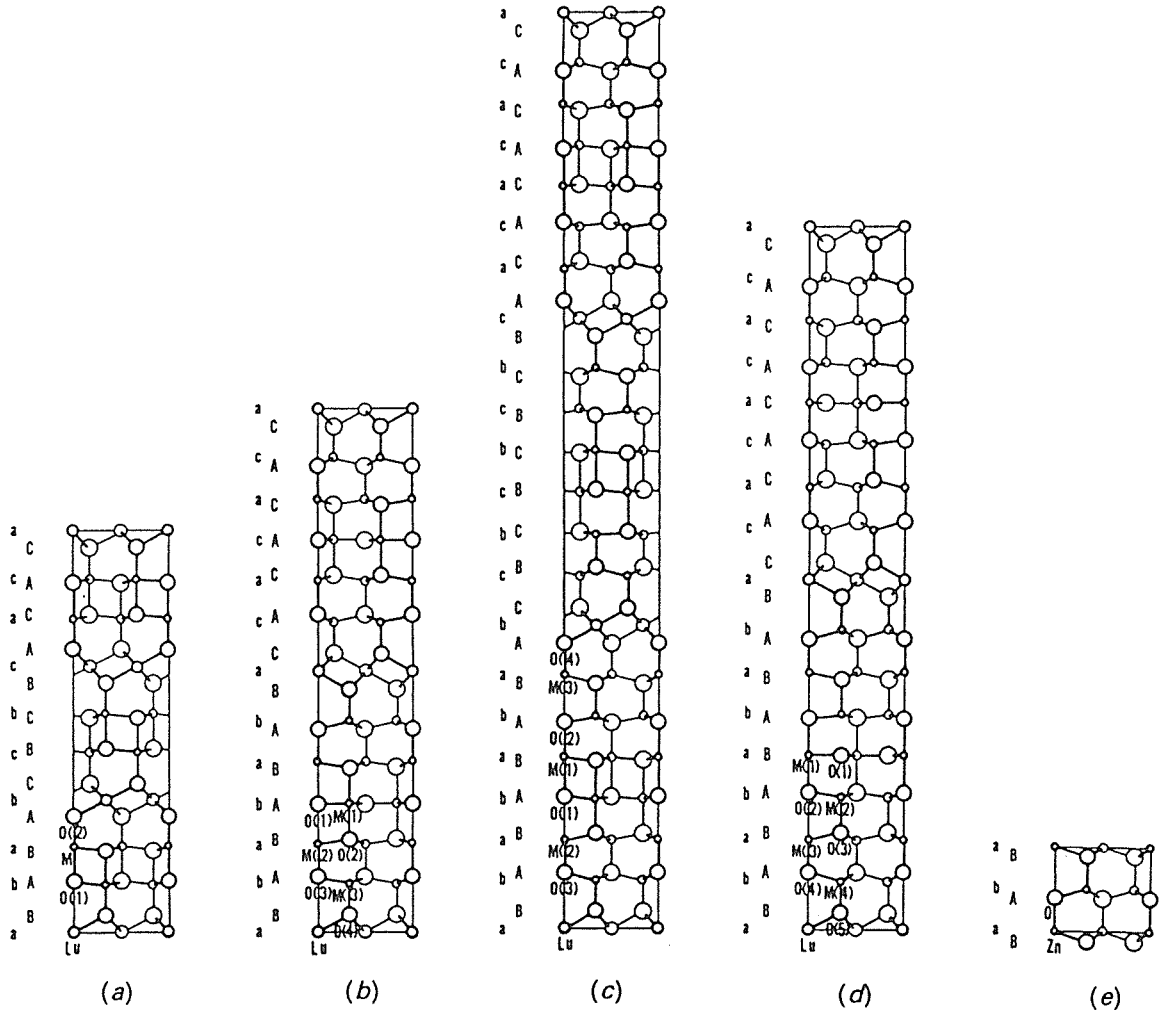 a
C
c A
a C
A
c
B
b C
c B
C
b
A
O(2)
a B
M
b A
O(1)
B
a
Lu
(a)
a
C
c A
a C
c A
a C
c A
C
a
B
b A
a B
b A
O(1) M(1)
a B
M(2) O(2)
b A
O(3) M(3)
B
a O(4)
Lu
(b)
a
C
c A
a C
c A
a C
c A
a C
A
c
B
b C
c B
b C
c B
b C
c B
C
b
A
O(4)
a B
M(3)
b A
O(2)
a B
M(1)
b A
O(1)
a B
M(2)
b A
O(3)
B
a
Lu
(c)
a
C
c A
a C
c A
a C
c A
a C
c A
C
a
B
b A
a B
b A
a B
M(1) O(1)
b A
O(2) M(2)
a B
M(3) O(3)
b A
O(4) M(4)
B
a O(5)
Lu
(d)
a B
b A
O
a B
Zn
(e)